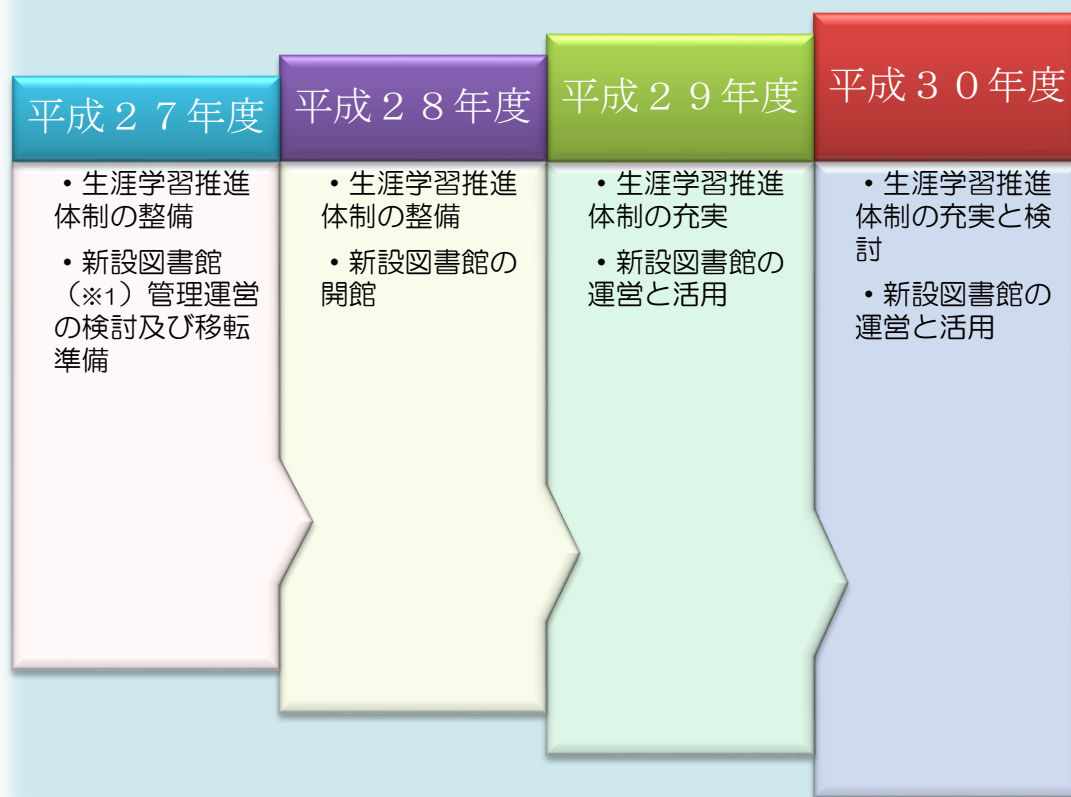 平成２７年度
・生涯学習推進
体制の整備
・新設図書館
（※1）管理運営
の検討及び移転
準備
平成２８年度
・生涯学習推進
体制の整備
・新設図書館の
開館
平成２９年度
・生涯学習推進
体制の充実
・新設図書館の
運営と活用
平成３０年度
・生涯学習推進
体制の充実と検
討
・新設図書館の
運営と活用